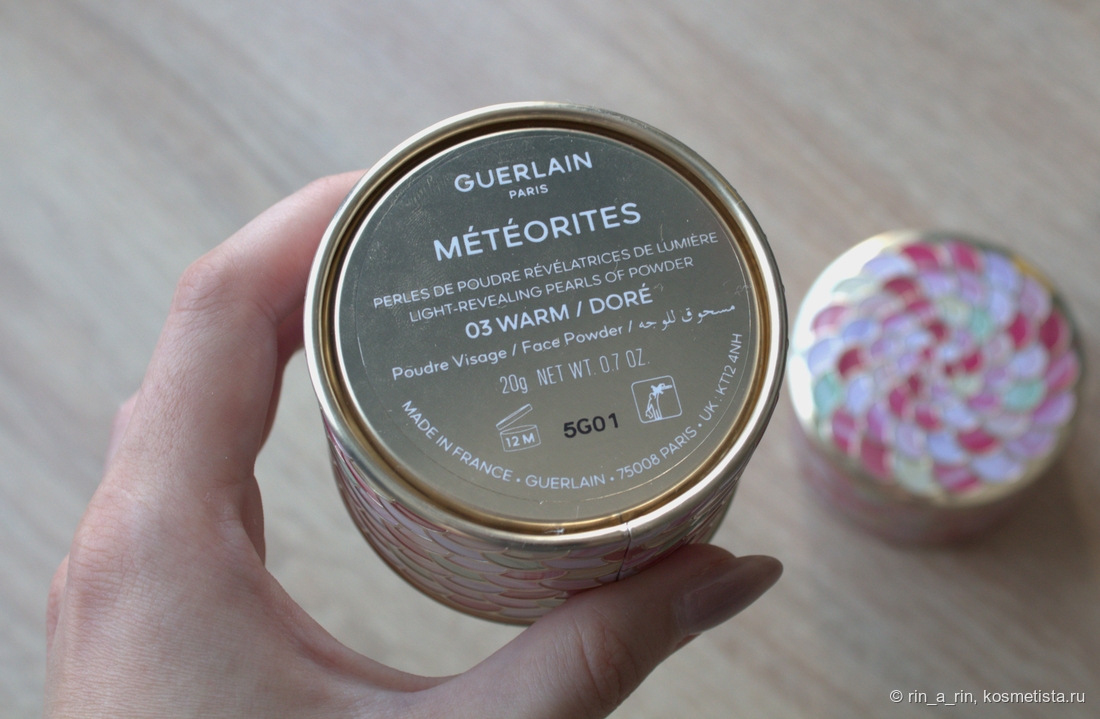 GUERLAIN
PARIS
MÉTÉORITES
PERLES DE POUDRE RÉVÉLATRICES DE LUMIÈRE
LIGHT-REVEALING PEARLS OF POWDER
03 WARM / DORÉ
Poudre Visage / Face Powder / مسحوق للوجه
20g NET WT. 0.7 OZ.
12 M
5G01
MADE IN FRANCE • GUERLAIN • 75008 PARIS • UK: KT12 4NH
© rin_a_rin, kosmetista.ru